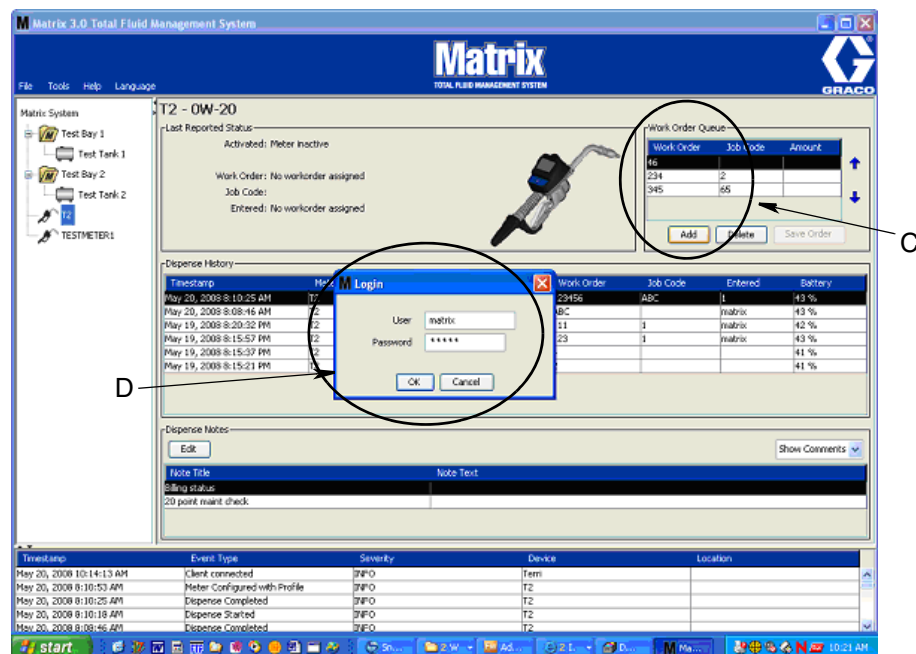 Matrix 3.0 Total Fluid Management System
Matrix
TOTAL FLUID MANAGEMENT SYSTEM
GRACO
File Tools Help Language
Matrix System
Test Bay 1
Test Tank 1
Test Bay 2
Test Tank 2
T2
TESTMETER1
T2 - 0W-20
Last Reported Status
Activated: Meter inactive
Work Order: No workorder assigned
Job Code:
Entered: No workorder assigned
Work Order Queue
Work Order Job Code Amount
46
234 2
345 65
Add Delete Save Order
C
Dispense History
Timestamp Work Order Job Code Entered Battery
May 20, 2008 8:10:25 AM 23456 ABC 1 43 %
May 20, 2008 8:08:46 AM T2 matrix 43 %
May 19, 2008 8:20:32 PM 11 1 matrix 42 %
May 19, 2008 8:15:57 PM 23 1 matrix 43 %
May 19, 2008 8:15:37 PM 41 %
May 19, 2008 8:15:21 PM 41 %
Login
User matrix
Password *****
OK Cancel
D
Dispense Notes
Edit Show Comments
Note Title Note Text
Billing status
20 point maint check
Timestamp Event Type Severity Device Location
May 20, 2008 10:14:13 AM Client connected INFO Terri
May 20, 2008 8:10:53 AM Meter Configured with Profile INFO T2
May 20, 2008 8:10:25 AM Dispense Completed INFO T2
May 20, 2008 8:10:18 AM Dispense Started INFO T2
May 20, 2008 8:08:46 AM Dispense Completed INFO T2
start Sn... 2 W... Ad... 2 I... D... Ma... 10:21 AM